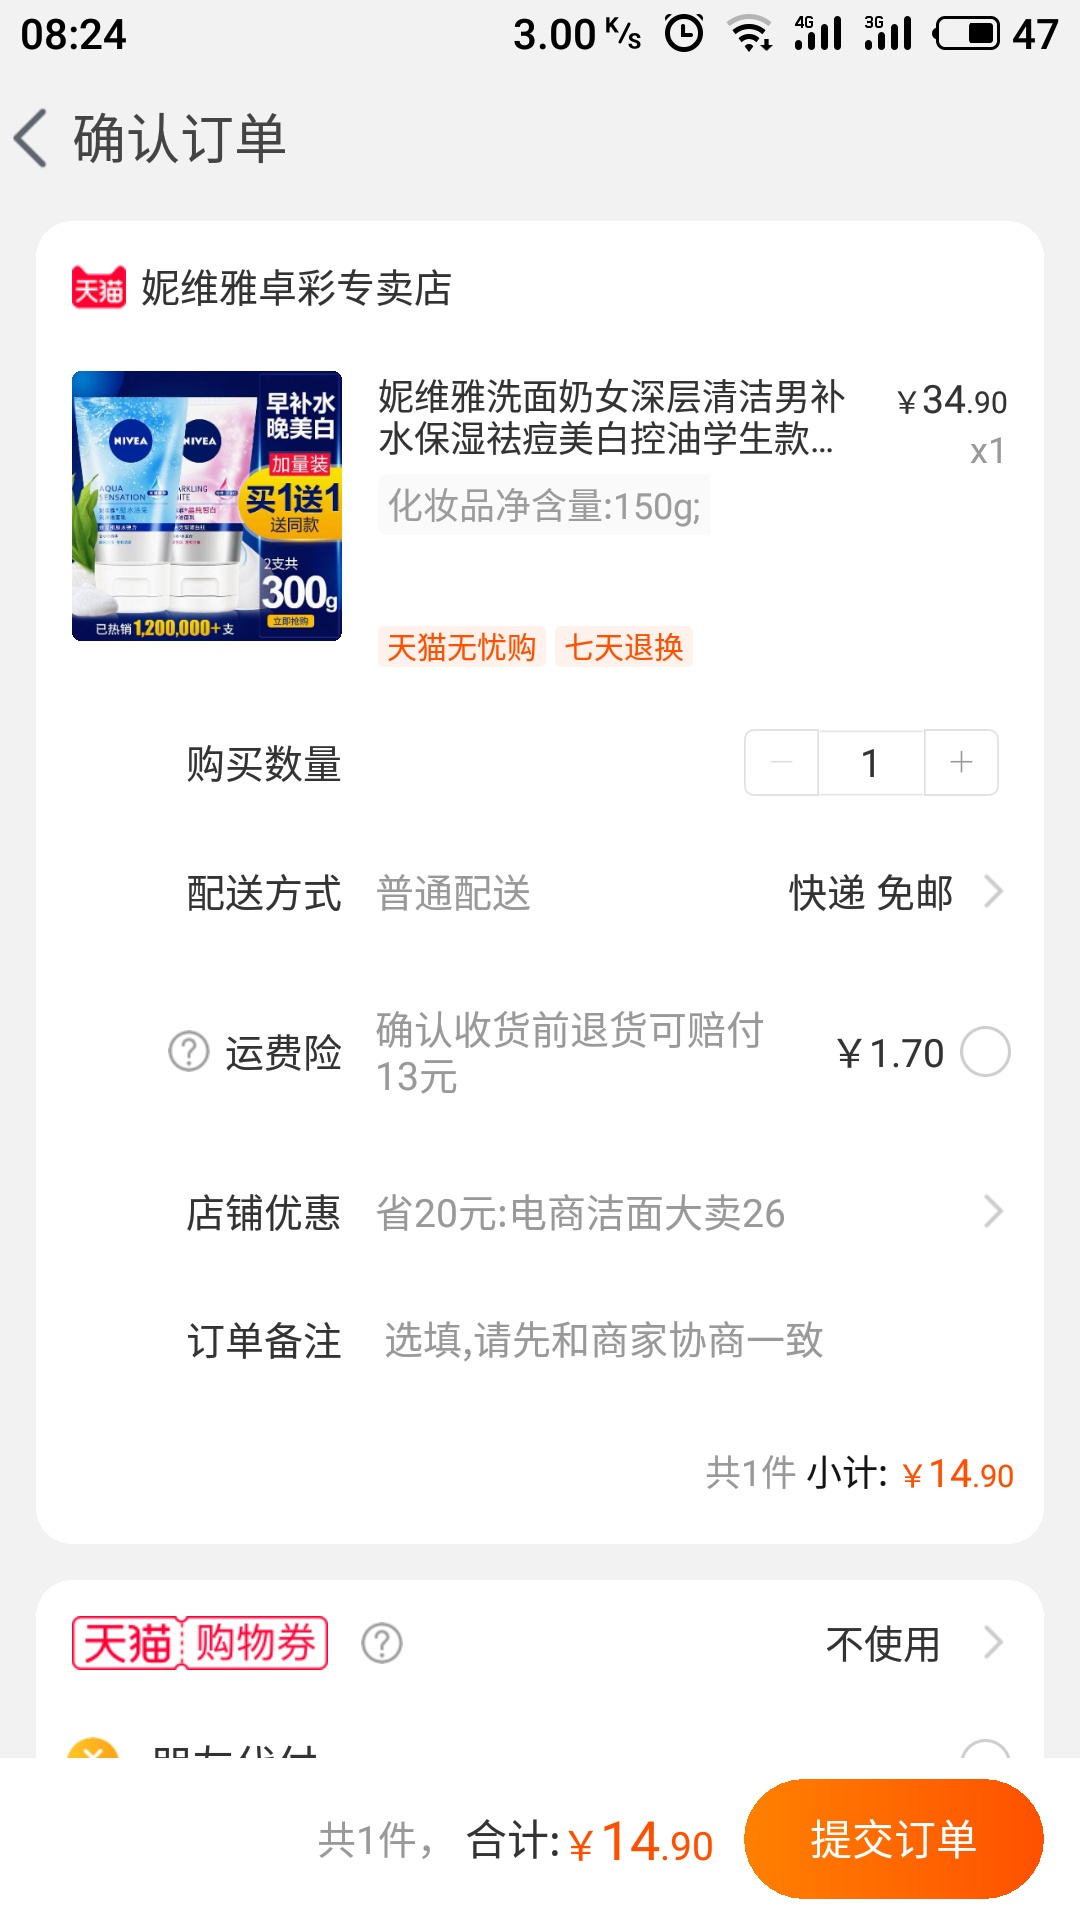 08:24
3.00 K/s 4G 3G 47
确认订单
天猫 妮维雅卓彩专卖店
妮维雅洗面奶女深层清洁男补
水保湿祛痘美白控油学生款...
¥34.90
x1
化妆品净含量:150g;
天猫无忧购 七天退换
早补水
晚美白
加量装
买1送1
送同款
2支共
300g
立即抢购
已热销1,200,000+支
NIVEA
NIVEA
AQUA
SENSATION
购买数量 1
配送方式 普通配送 快递 免邮
运费险 确认收货前退货可赔付
13元
¥1.70
店铺优惠 省20元:电商洁面大卖26
订单备注 选填,请先和商家协商一致
共1件 小计: ¥14.90
天猫 购物券 不使用
朋友代付
共1件， 合计: ¥14.90 提交订单